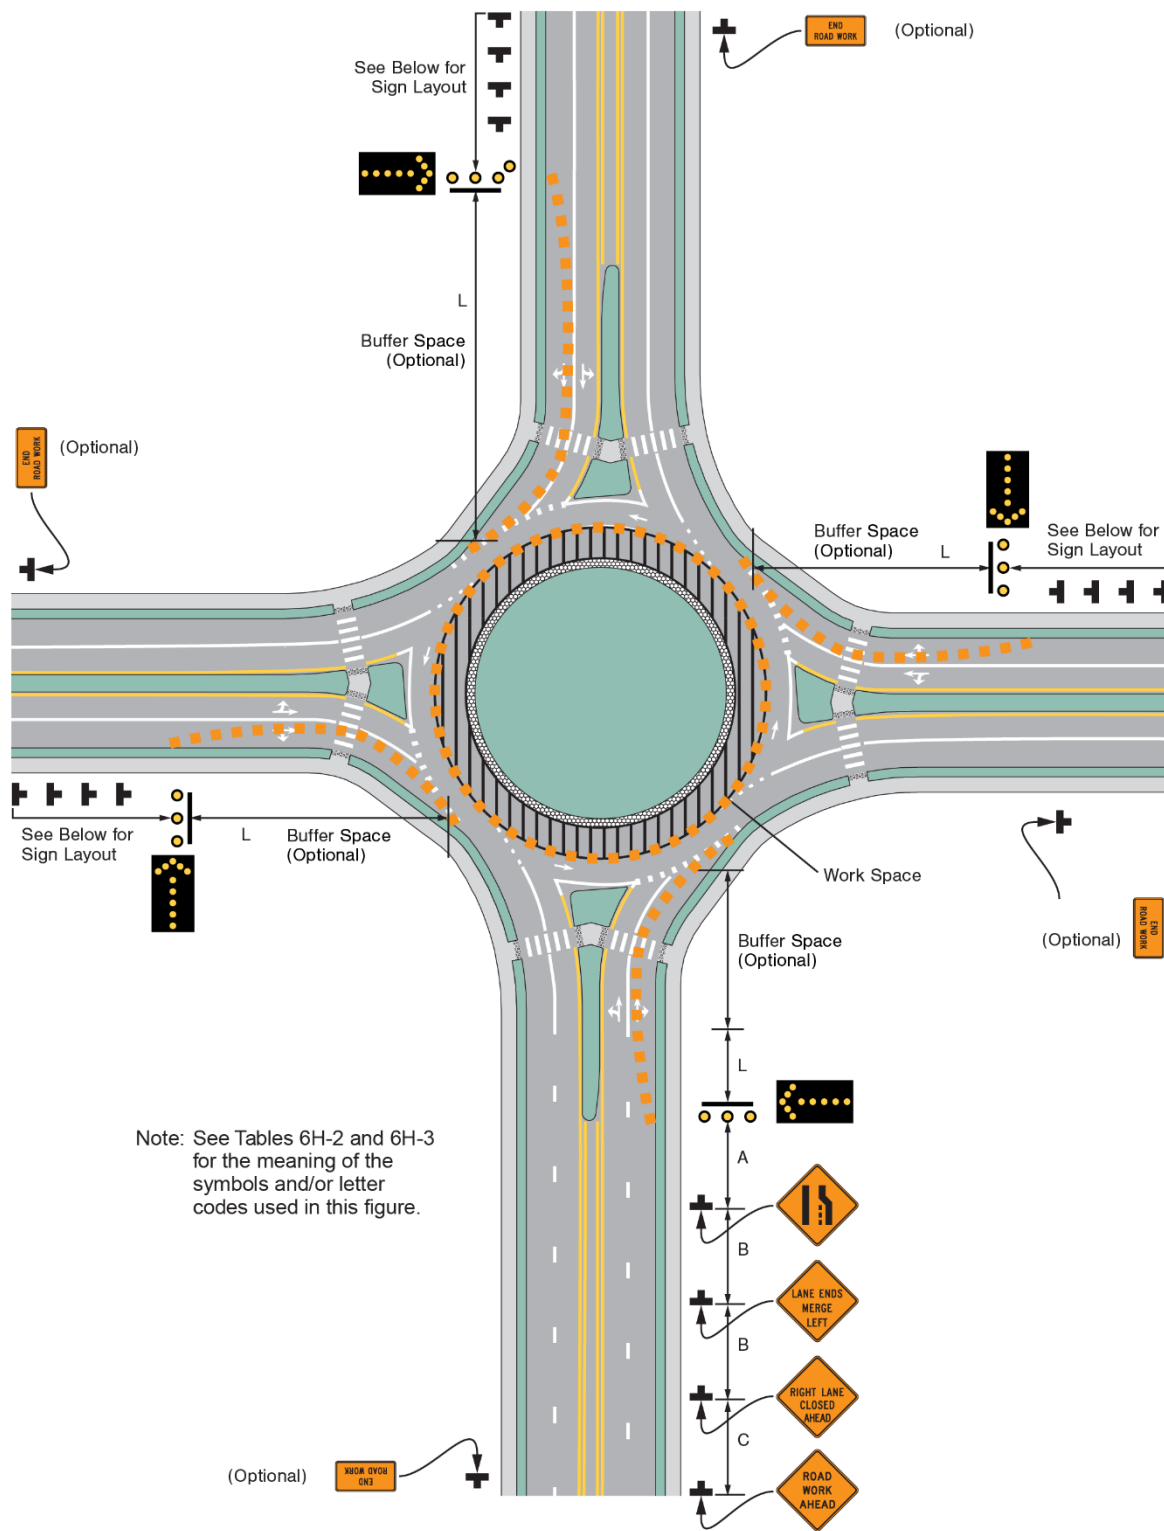 END
ROAD WORK
(Optional)
See Below for
Sign Layout
L
Buffer Space
(Optional)
END
ROAD WORK
(Optional)
Buffer Space
(Optional)
L
See Below for
Sign Layout
See Below for
Sign Layout
L
Buffer Space
(Optional)
Work Space
(Optional)
END
ROAD WORK
Buffer Space
(Optional)
L
Note: See Tables 6H-2 and 6H-3
for the meaning of the
symbols and/or letter
codes used in this figure.
A
B
LANE ENDS
MERGE
LEFT
B
RIGHT LANE
CLOSED
AHEAD
C
(Optional)
END
ROAD WORK
ROAD
WORK
AHEAD